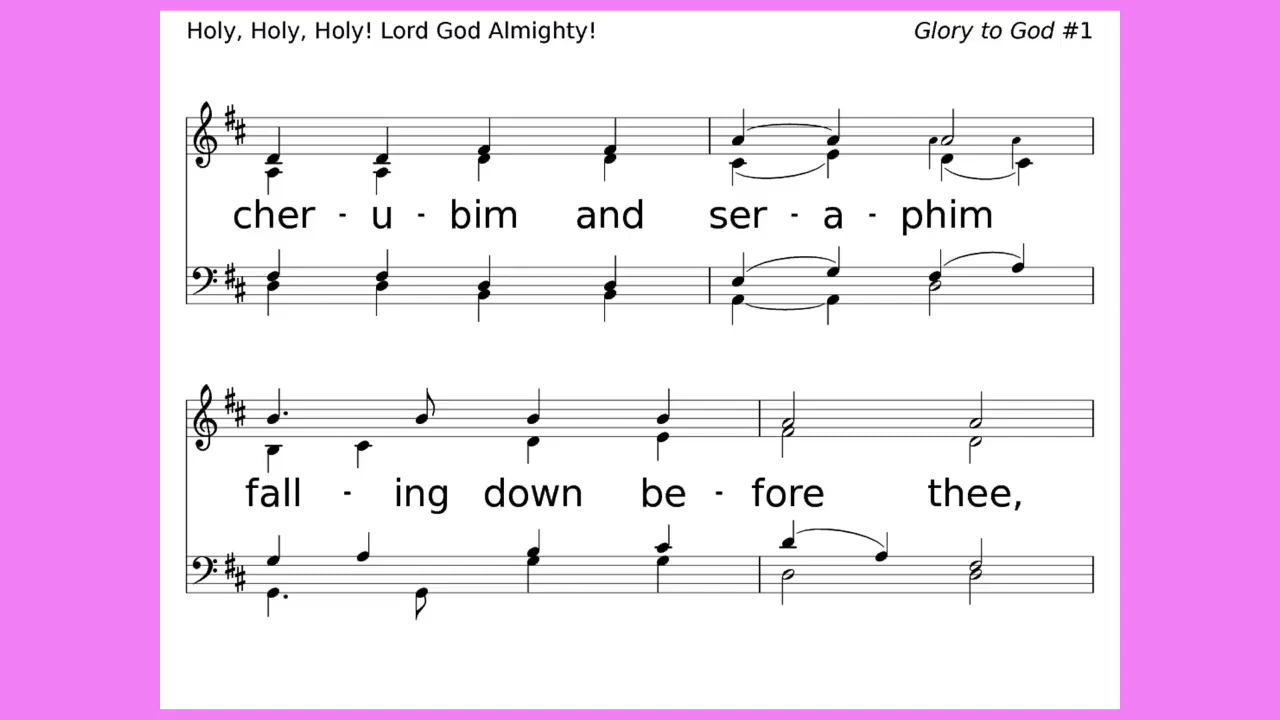 Holy, Holy, Holy! Lord God Almighty!
Glory to God #1
cher - u - bim and ser - a - phim
fall - ing down be - fore thee,